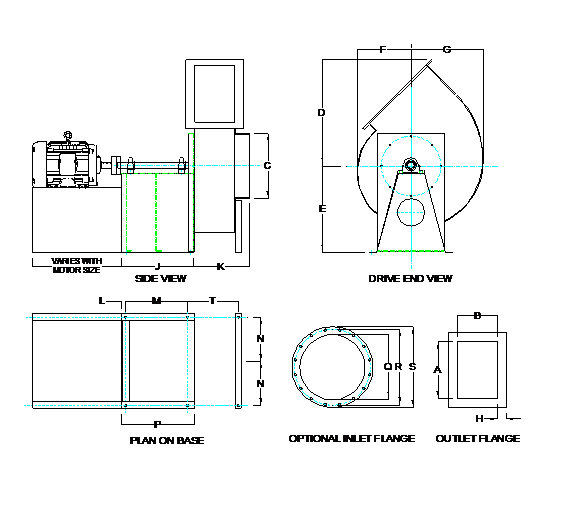 F
G
D
C
E
VARIES WITH
MOTOR SIZE
J
K
SIDE VIEW
DRIVE END VIEW
L
M
T
N
N
P
PLAN ON BASE
Q
R
S
OPTIONAL INLET FLANGE
B
A
H
OUTLET FLANGE